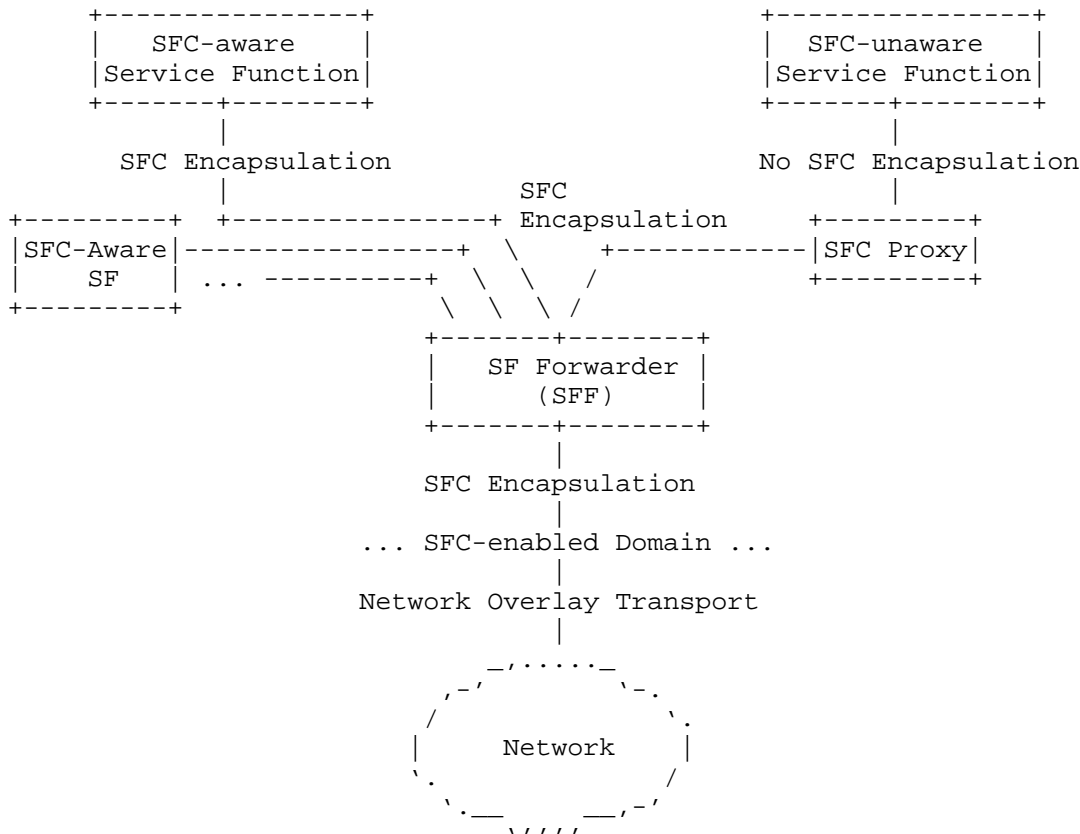 SFC-aware SFC-unaware
Service Function Service Function
SFC Encapsulation No SFC Encapsulation
SFC
Encapsulation
SFC-Aware SFC Proxy
SF ...
SF Forwarder
(SFF)
SFC Encapsulation
... SFC-enabled Domain ...
Network Overlay Transport
Network